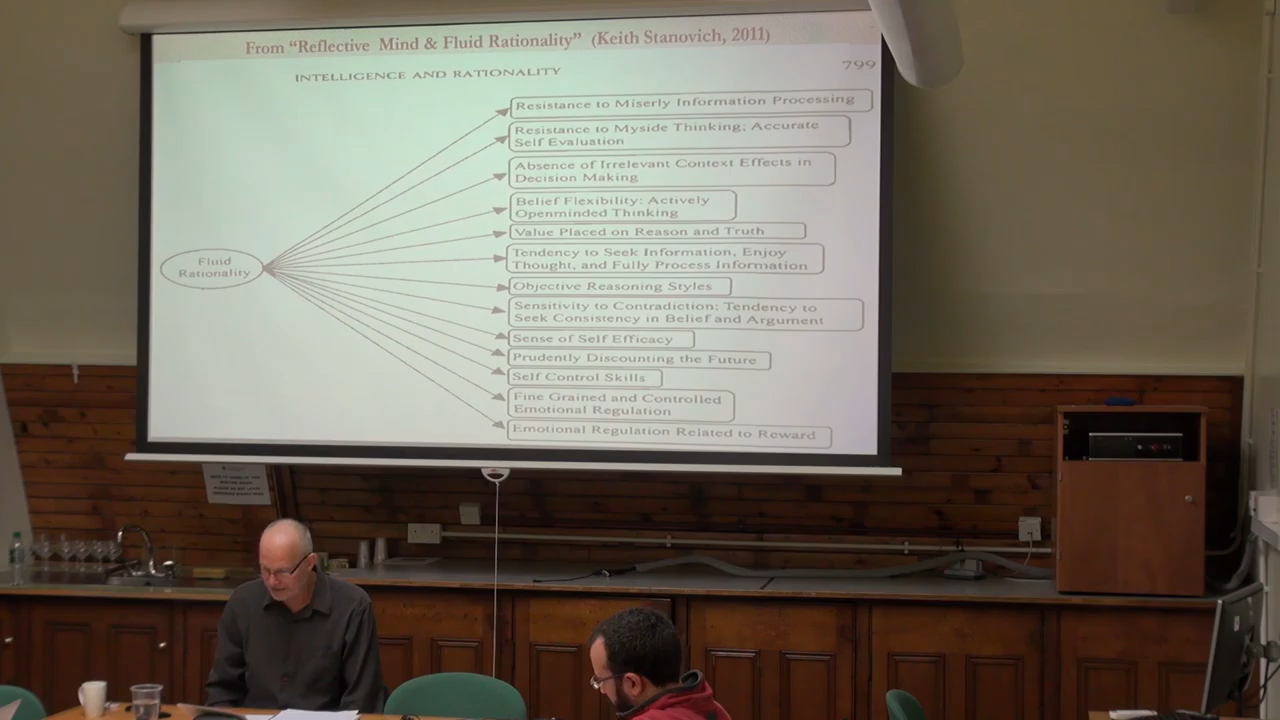 From “Reflective Mind & Fluid Rationality” (Keith Stanovich, 2011)
INTELLIGENCE AND RATIONALITY
799
Resistance to Miserly Information Processing
Resistance to Myside Thinking; Accurate
Self Evaluation
Absence of Irrelevant Context Effects in
Decision Making
Belief Flexibility: Actively
Openminded Thinking
Value Placed on Reason and Truth
Fluid
Rationality
Tendency to Seek Information, Enjoy
Thought, and Fully Process Information
Objective Reasoning Styles
Sensitivity to Contradiction; Tendency to
Seek Consistency in Belief and Argument
Sense of Self Efficacy
Prudently Discounting the Future
Self Control Skills
Fine Grained and Controlled
Emotional Regulation
Emotional Regulation Related to Reward